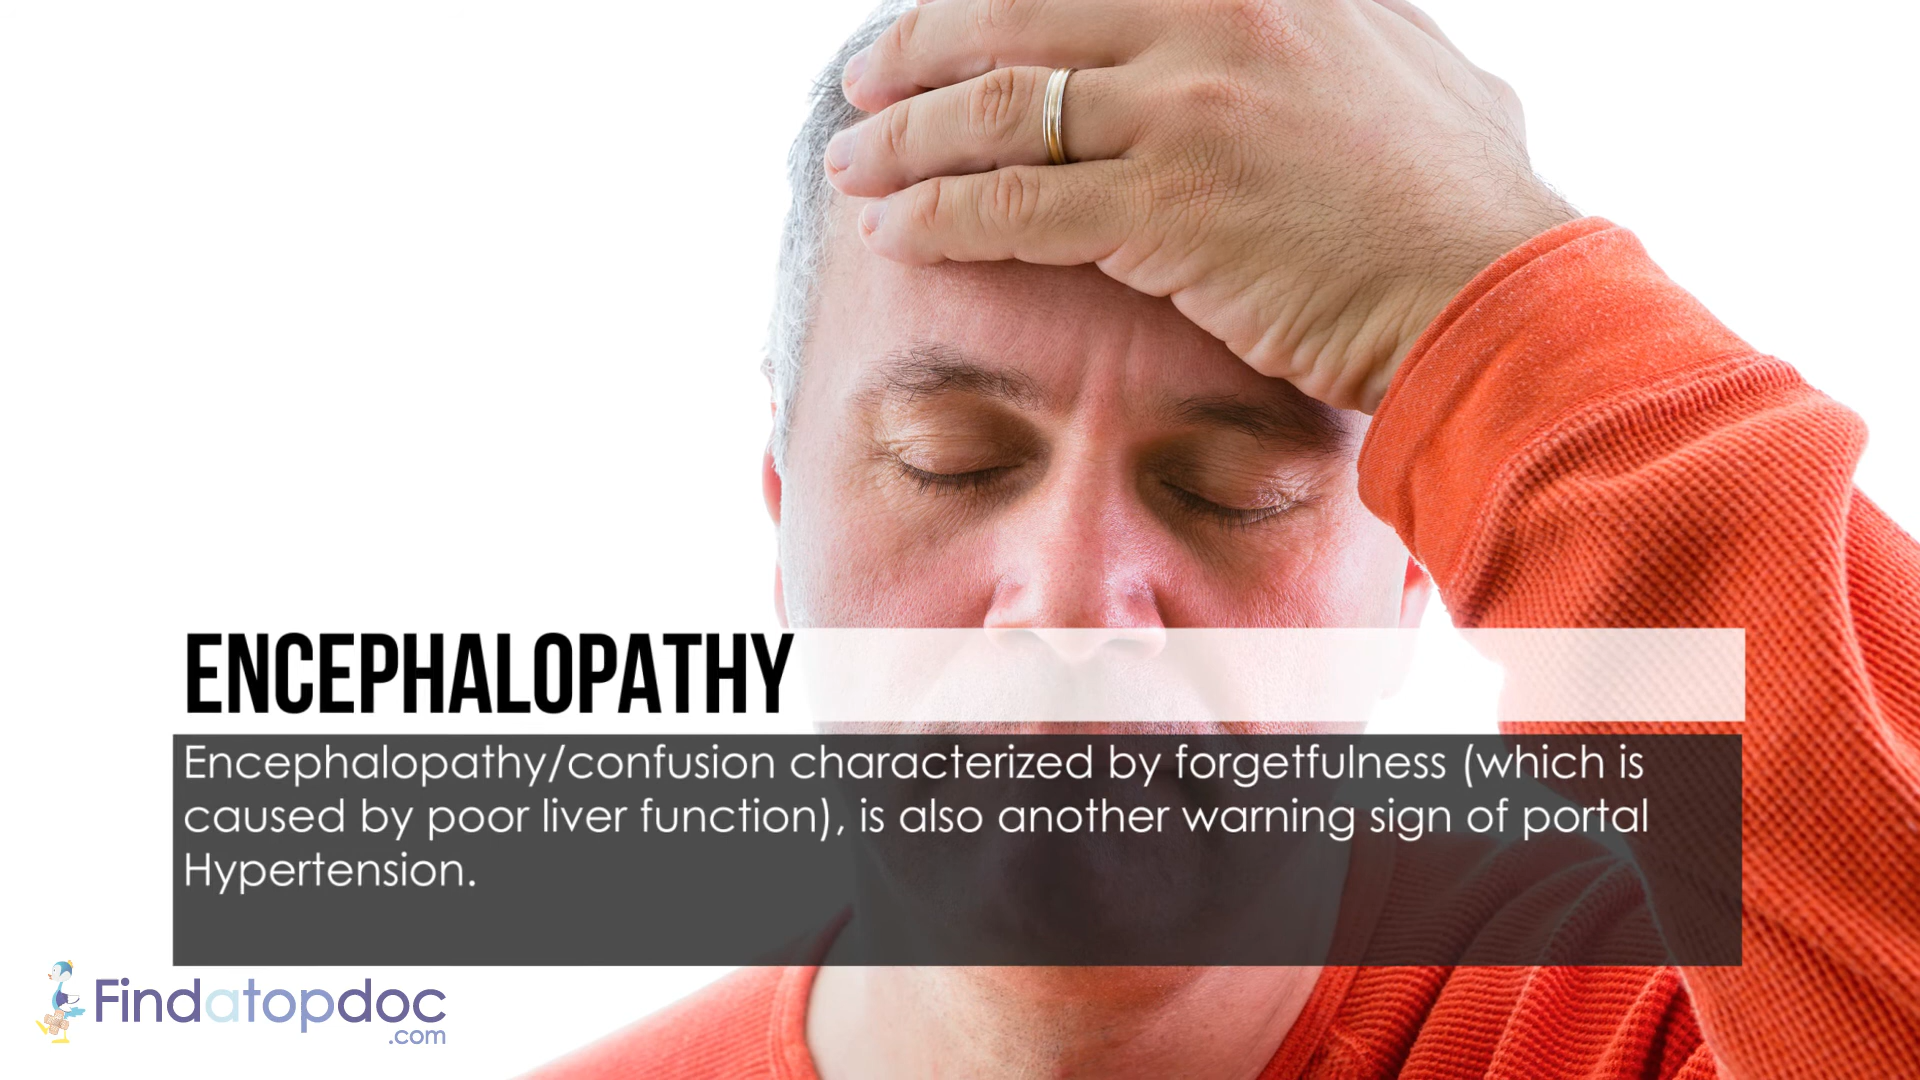 ENCEPHALOPATHY
Encephalopathy/confusion characterized by forgetfulness (which is
caused by poor liver function), is also another warning sign of portal
Hypertension.
Findatopdoc
.com